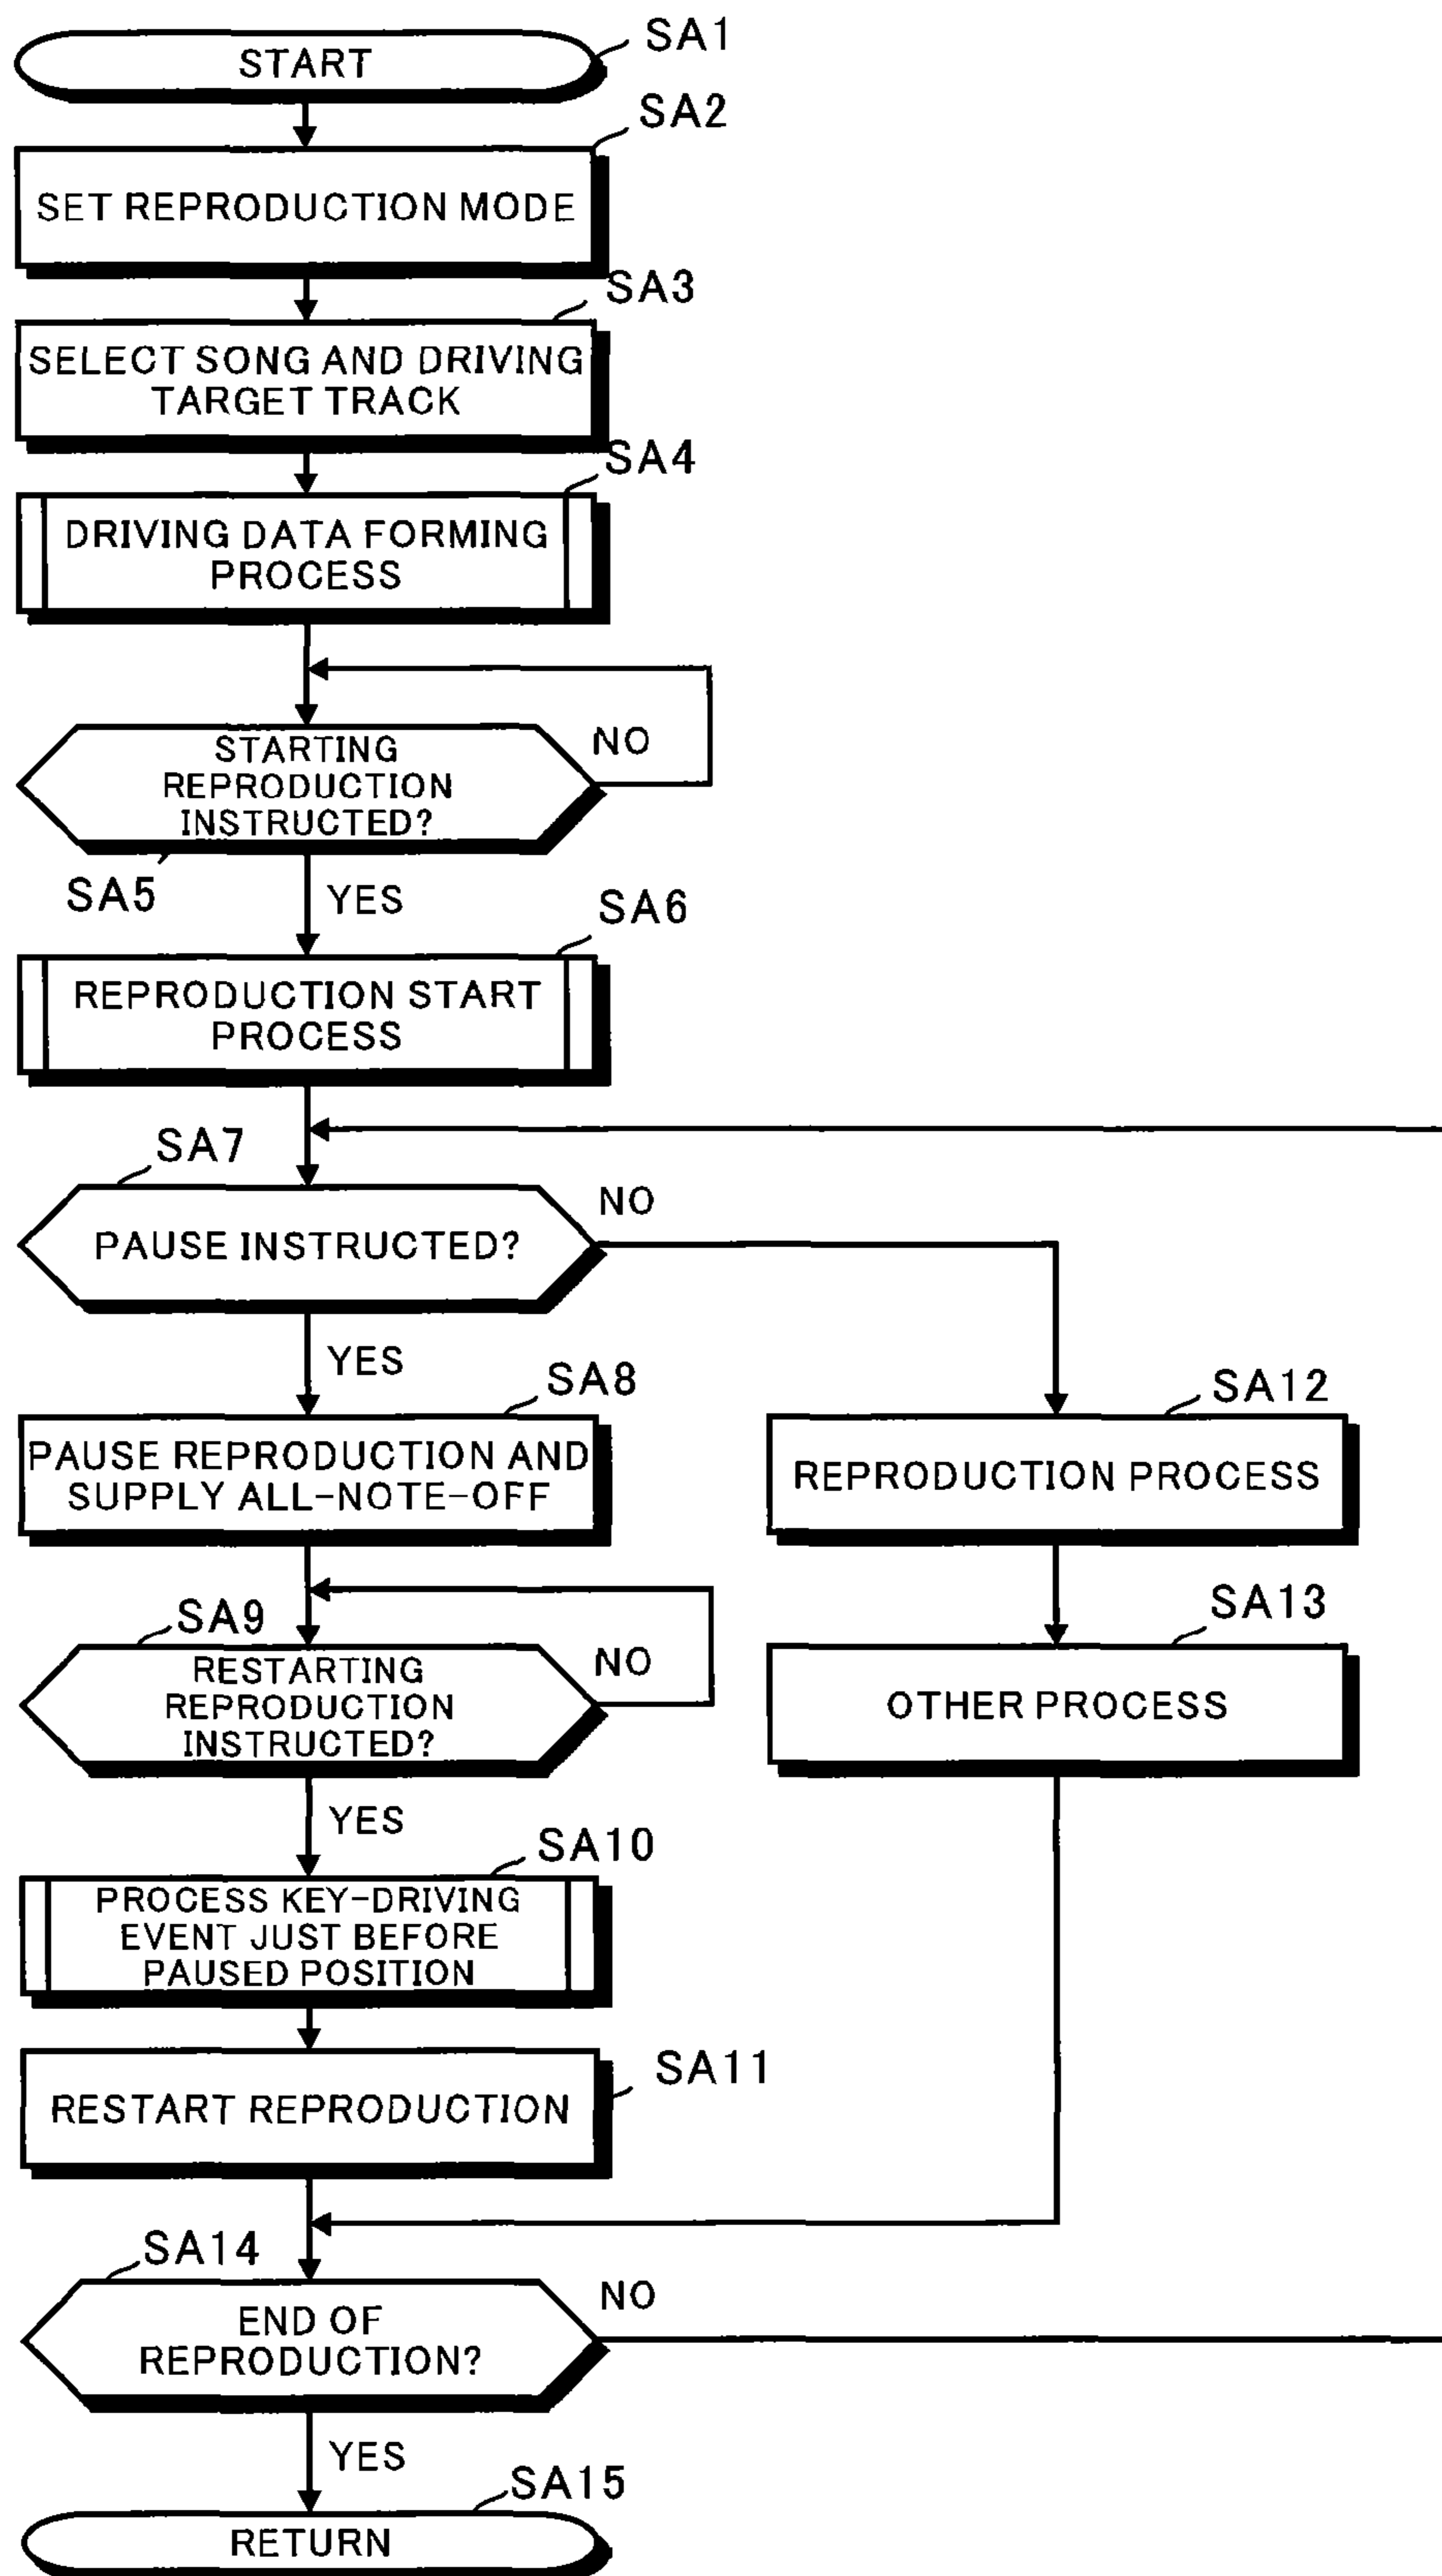 SA1
START
SA2
SET REPRODUCTION MODE
SA3
SELECT SONG AND DRIVING
TARGET TRACK
SA4
DRIVING DATA FORMING
PROCESS
STARTING
REPRODUCTION
INSTRUCTED?
NO
SA5
YES
SA6
REPRODUCTION START
PROCESS
SA7
PAUSE INSTRUCTED?
NO
YES
SA8
PAUSE REPRODUCTION AND
SUPPLY ALL-NOTE-OFF
SA12
REPRODUCTION PROCESS
SA9
RESTARTING
REPRODUCTION
INSTRUCTED?
NO
SA13
OTHER PROCESS
YES
SA10
PROCESS KEY-DRIVING
EVENT JUST BEFORE
PAUSED POSITION
SA11
RESTART REPRODUCTION
SA14
END OF
REPRODUCTION?
NO
YES
SA15
RETURN